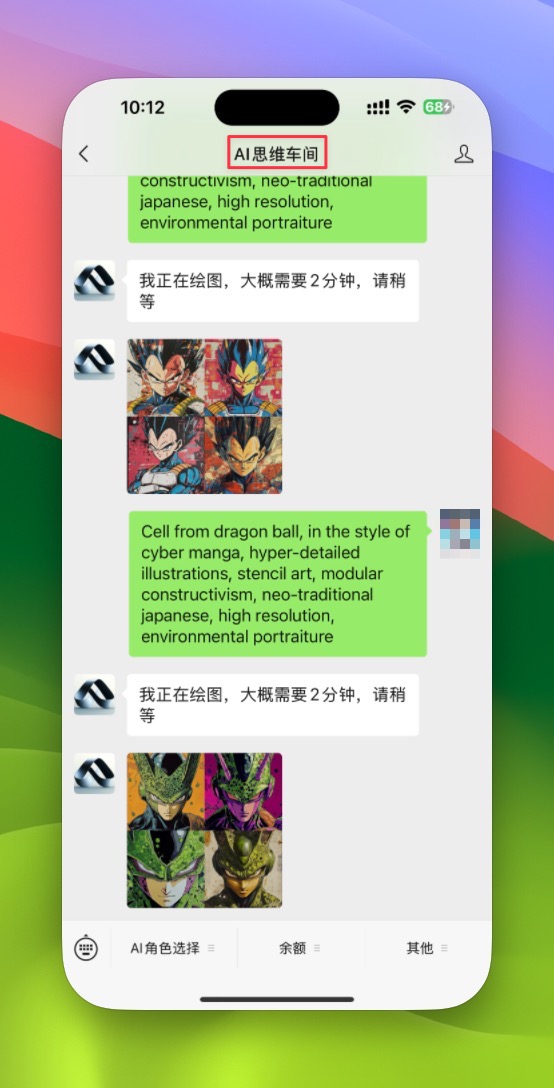 10:12
68
AI思维车间
constructivism, neo-traditional
japanese, high resolution,
environmental portraiture
我正在绘图，大概需要2分钟，请稍
等
Cell from dragon ball, in the style of
cyber manga, hyper-detailed
illustrations, stencil art, modular
constructivism, neo-traditional
japanese, high resolution,
environmental portraiture
我正在绘图，大概需要2分钟，请稍
等
AI角色选择
余额
其他